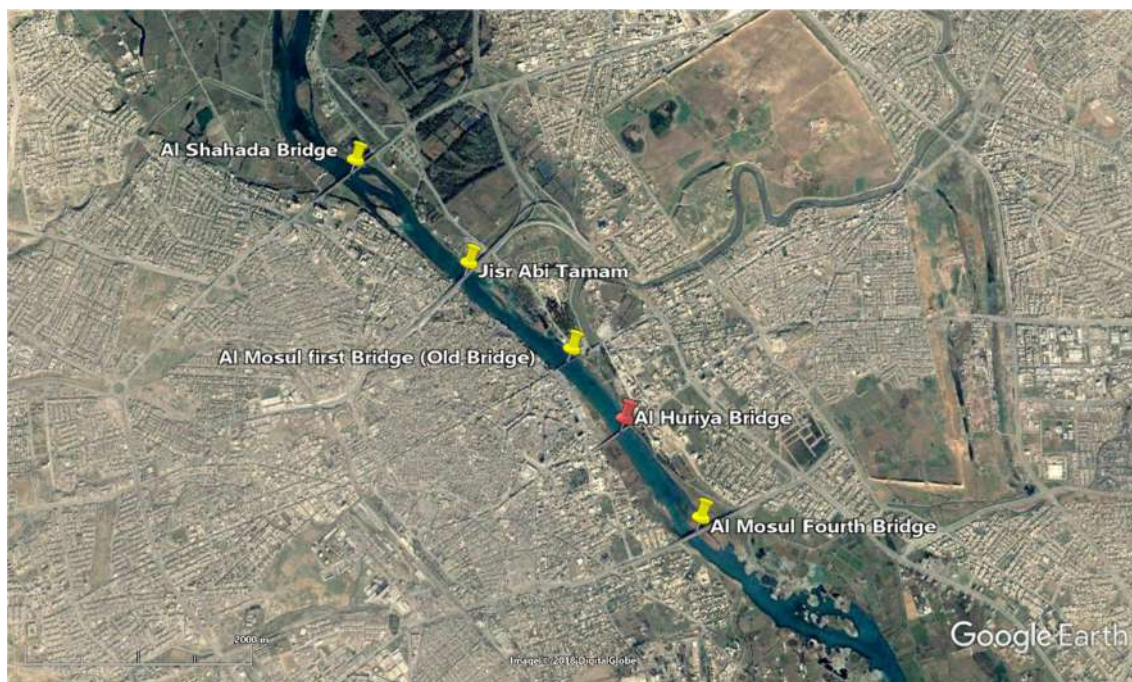 Al Shahada Bridge
Jisr Abi Tamam
Al Mosul first Bridge (Old Bridge)
Al Huriya Bridge
Al Mosul Fourth Bridge
2000 m
Google Earth
Image © 2018 DigitalGlobe